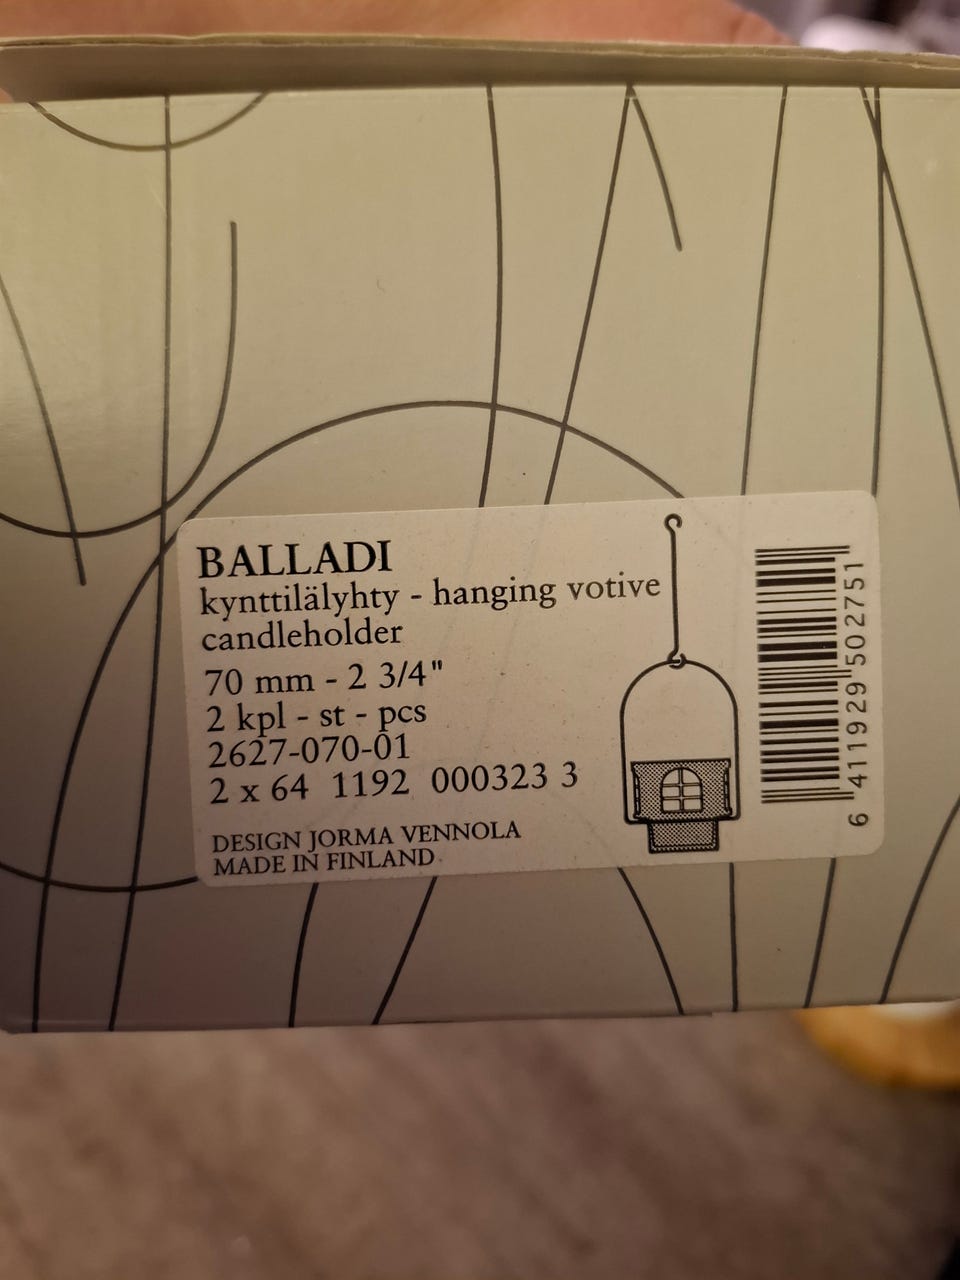 BALLADI
kynttilälyhty - hanging votive
candleholder
70 mm - 2 3/4"
2 kpl - st - pcs
2627-070-01
2 x 64 1192 000323 3
DESIGN JORMA VENNOLA
MADE IN FINLAND
6 411929 502751